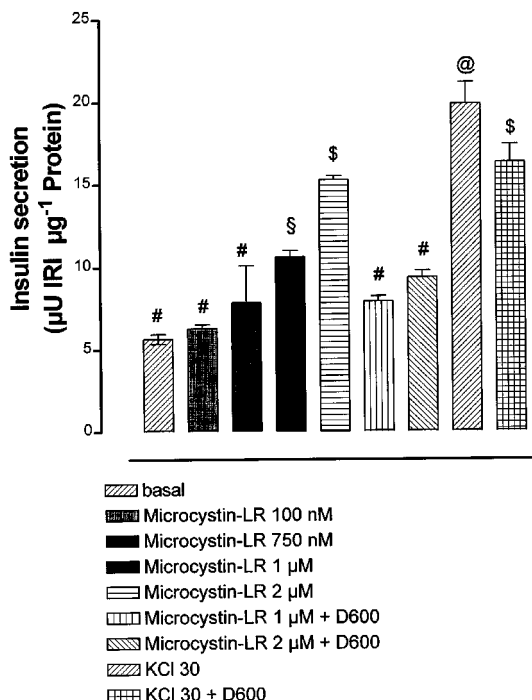 25
20
15
10
5
0
Insulin secretion
(µU IRI µg-1 Protein)
# # # § $ # # @ $
basal
Microcystin-LR 100 nM
Microcystin-LR 750 nM
Microcystin-LR 1 µM
Microcystin-LR 2 µM
Microcystin-LR 1 µM + D600
Microcystin-LR 2 µM + D600
KCl 30
KCl 30 + D600